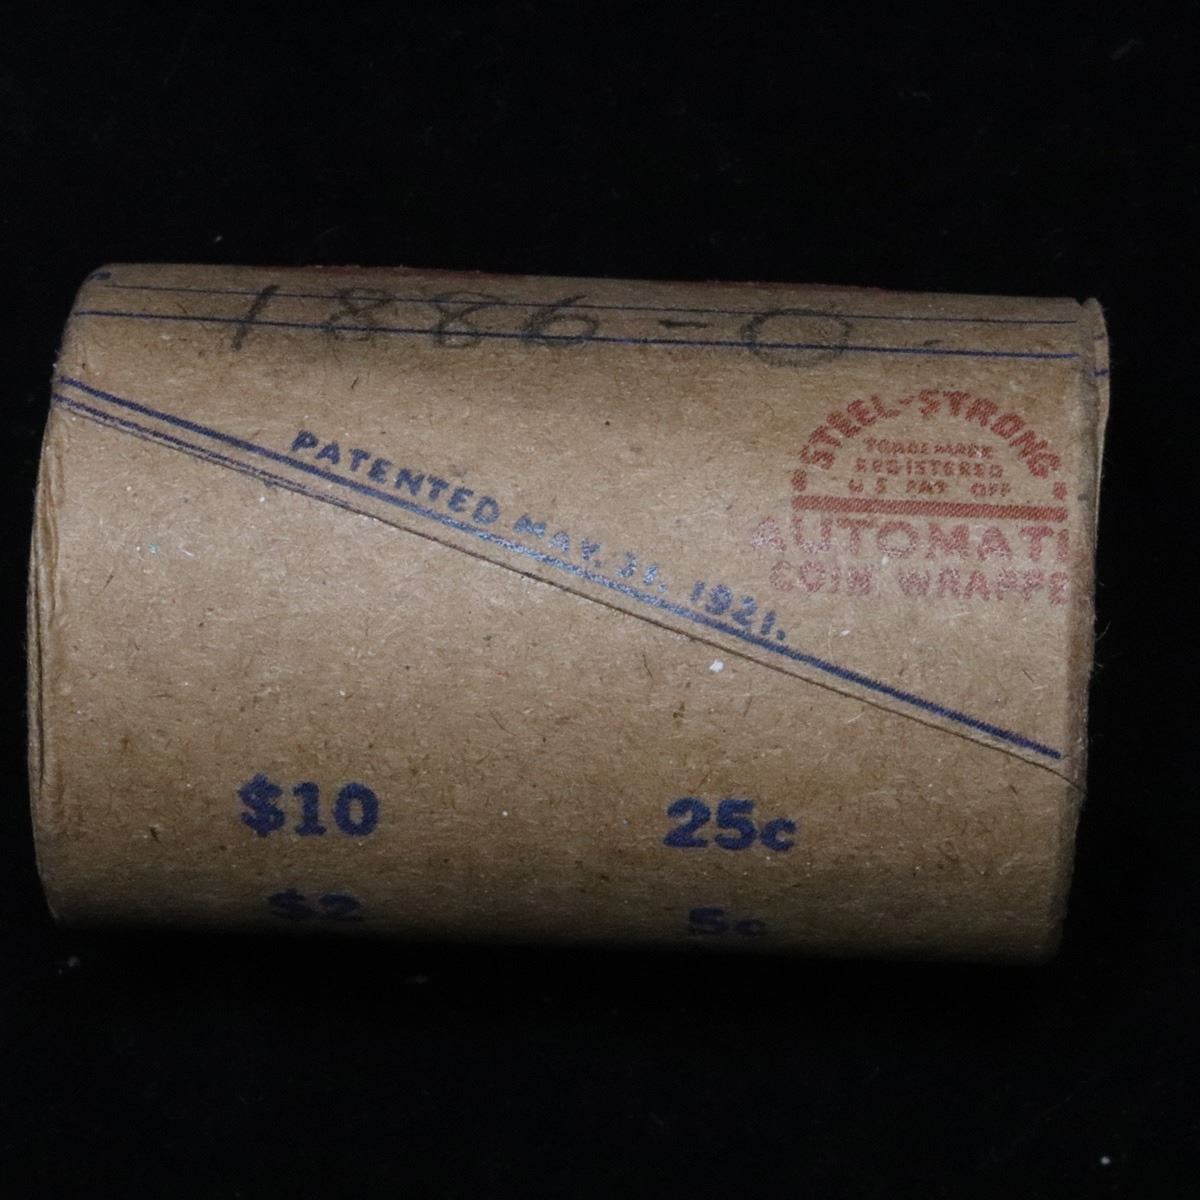 1886-O
STEEL-STRONG
TRADE MARK
REGISTERED
U S PAT OFF
AUTOMATI
COIN WRAPPE
PATENTED MAY. 31, 1921.
$10 25c
$2 5c